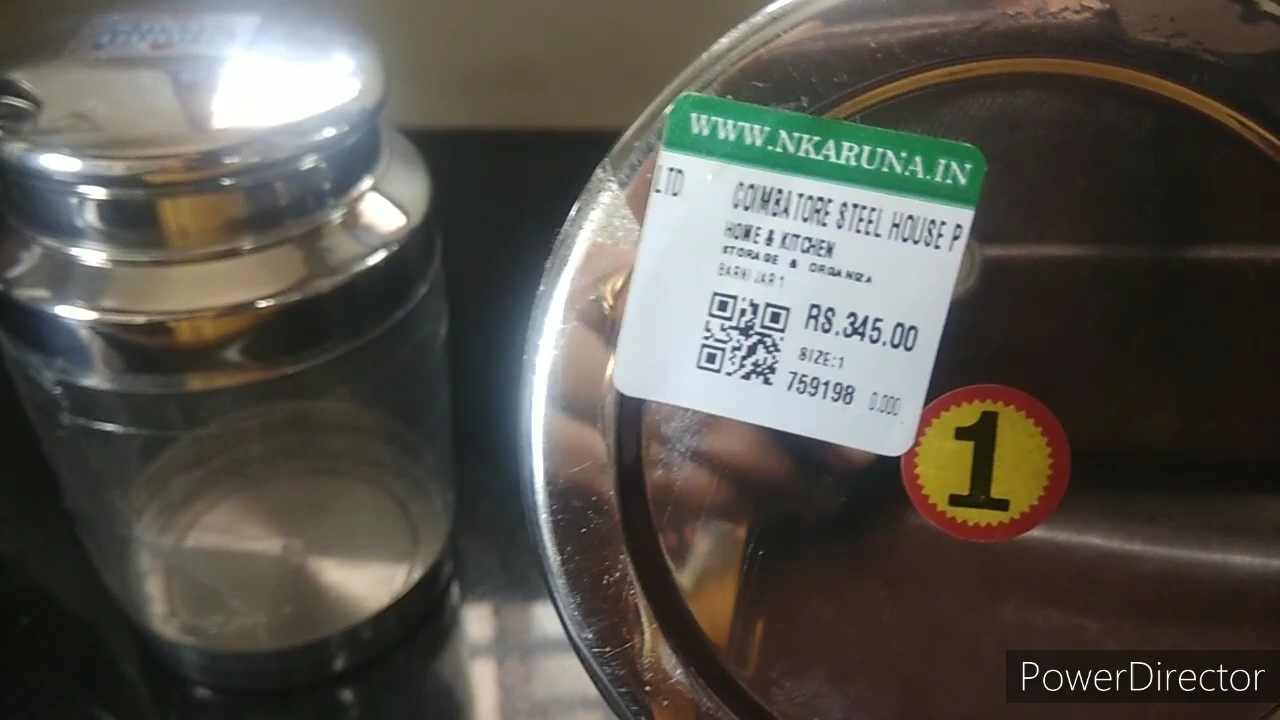 WWW.NKARUNA.IN
LTD COIMBATORE STEEL HOUSE P
HOME & KITCHEN
STORAGE & ORGANIZA
BARNI JAR 1
RS.345.00
SIZE:1
759198 0.000
1
PowerDirector